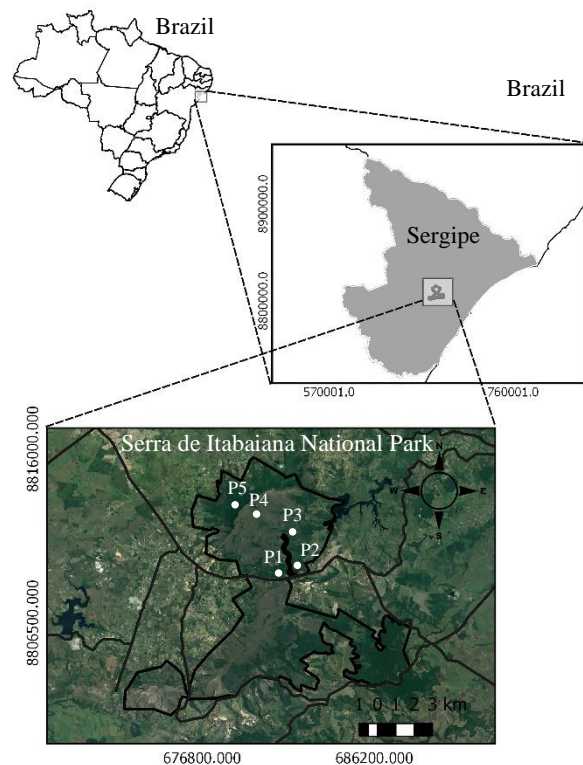 Brazil
Brazil
8900000.0
Sergipe
8800000.0
570001.0 760001.0
8816000.000
Serra de Itabaiana National Park
N
W E
S
P5
P4
P3
P2
P1
8806500.000
1 0 1 2 3 km
676800.000 686200.000